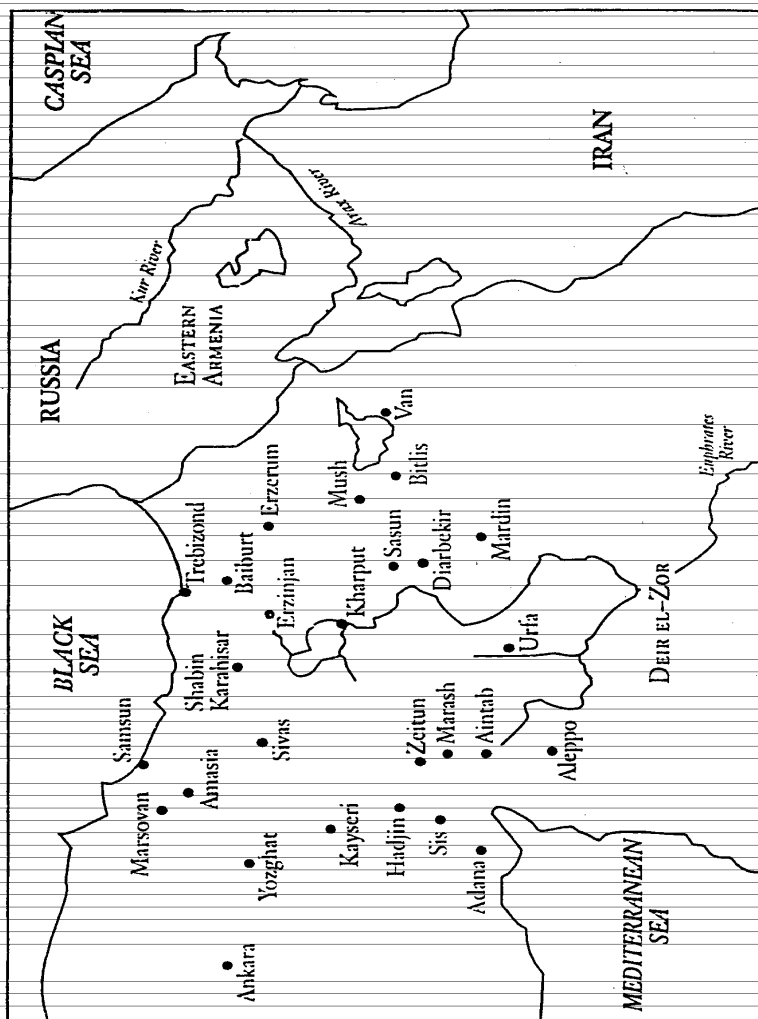 BLACK
SEA
RUSSIA
CASPIAN
SEA
Kur River
EASTERN
ARMENIA
Arax River
IRAN
Samsun
Marsovan
Amasia
Trebizond
Baiburt
Shabin
Karahisar
Erzinjan
Erzerum
Ankara
Yozghat
Sivas
Kharput
Mush
Van
Bitlis
Sasun
Diarbekir
Mardin
Kayseri
Hadjin
Sis
Adana
Zeitun
Marash
Aintab
Urfa
Aleppo
MEDITERRANEAN
SEA
DEIR EL-ZOR
Euphrates
River